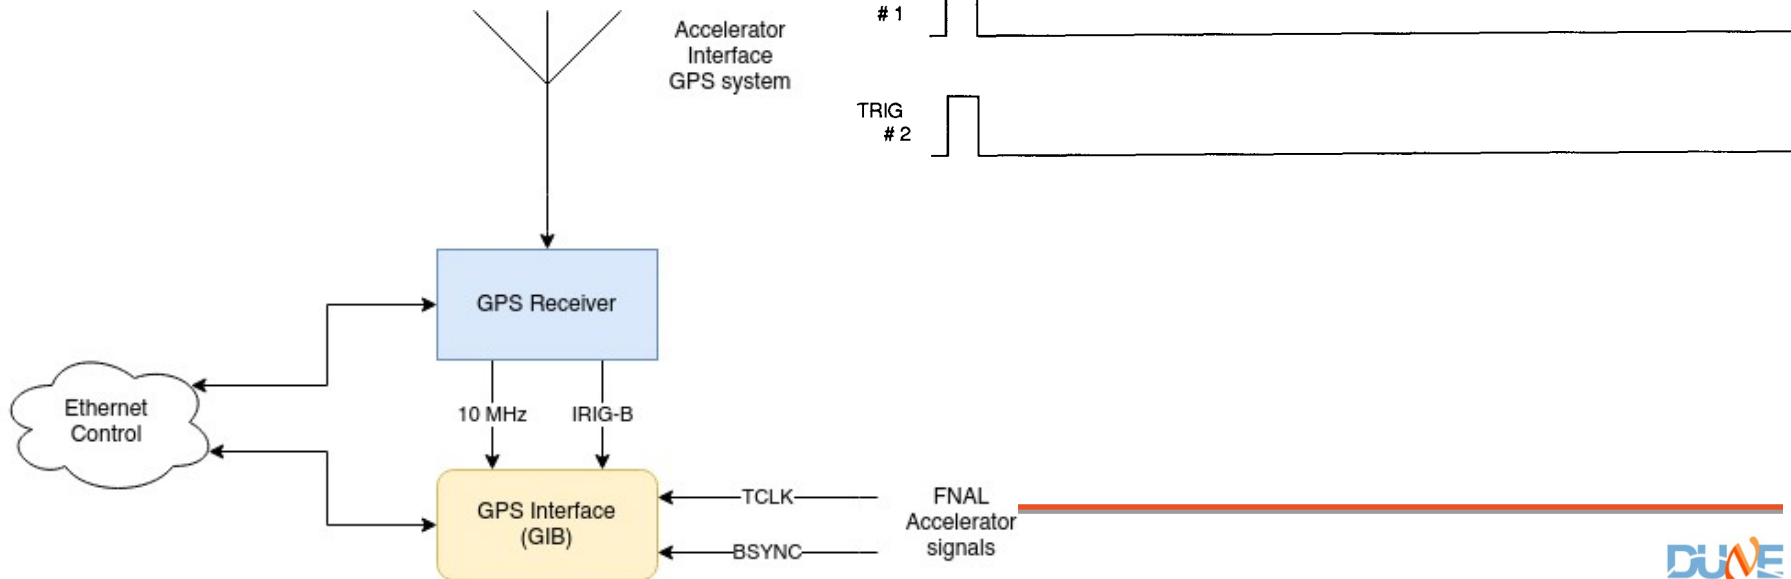 Accelerator
Interface
GPS system
# 1
TRIG
# 2
GPS Receiver
10 MHz
IRIG-B
Ethernet
Control
GPS Interface
(GIB)
TCLK
BSYNC
FNAL
Accelerator
signals
DUNE